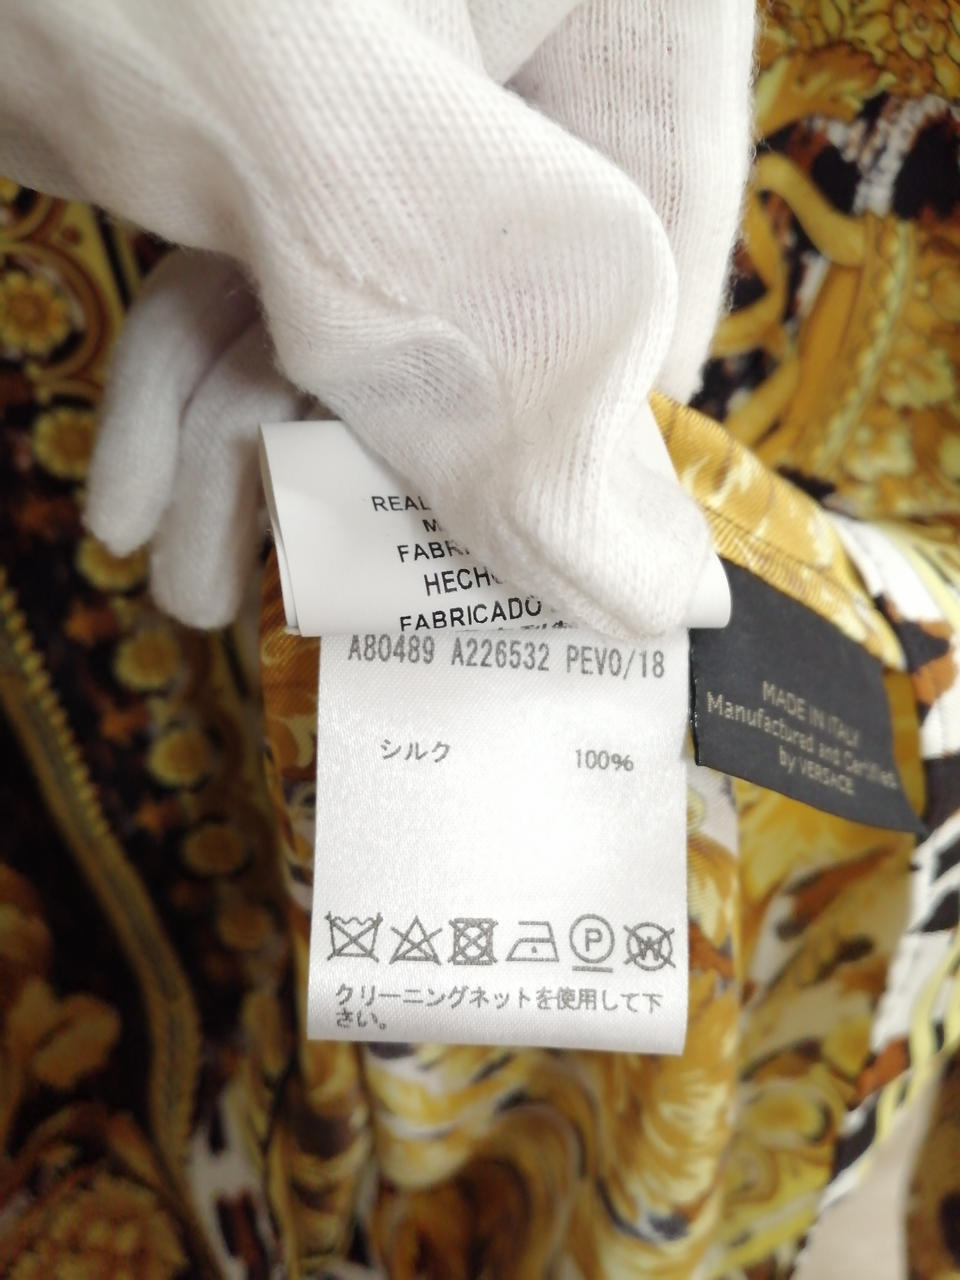 REAL
M
FABR
HECH
FABRICADO
A80489 A226532 PEV0/18
シルク 100%
P
W
クリーニングネットを使用して下
さい。
MADE IN ITALY
Manufactured and Certified
by VERSACE